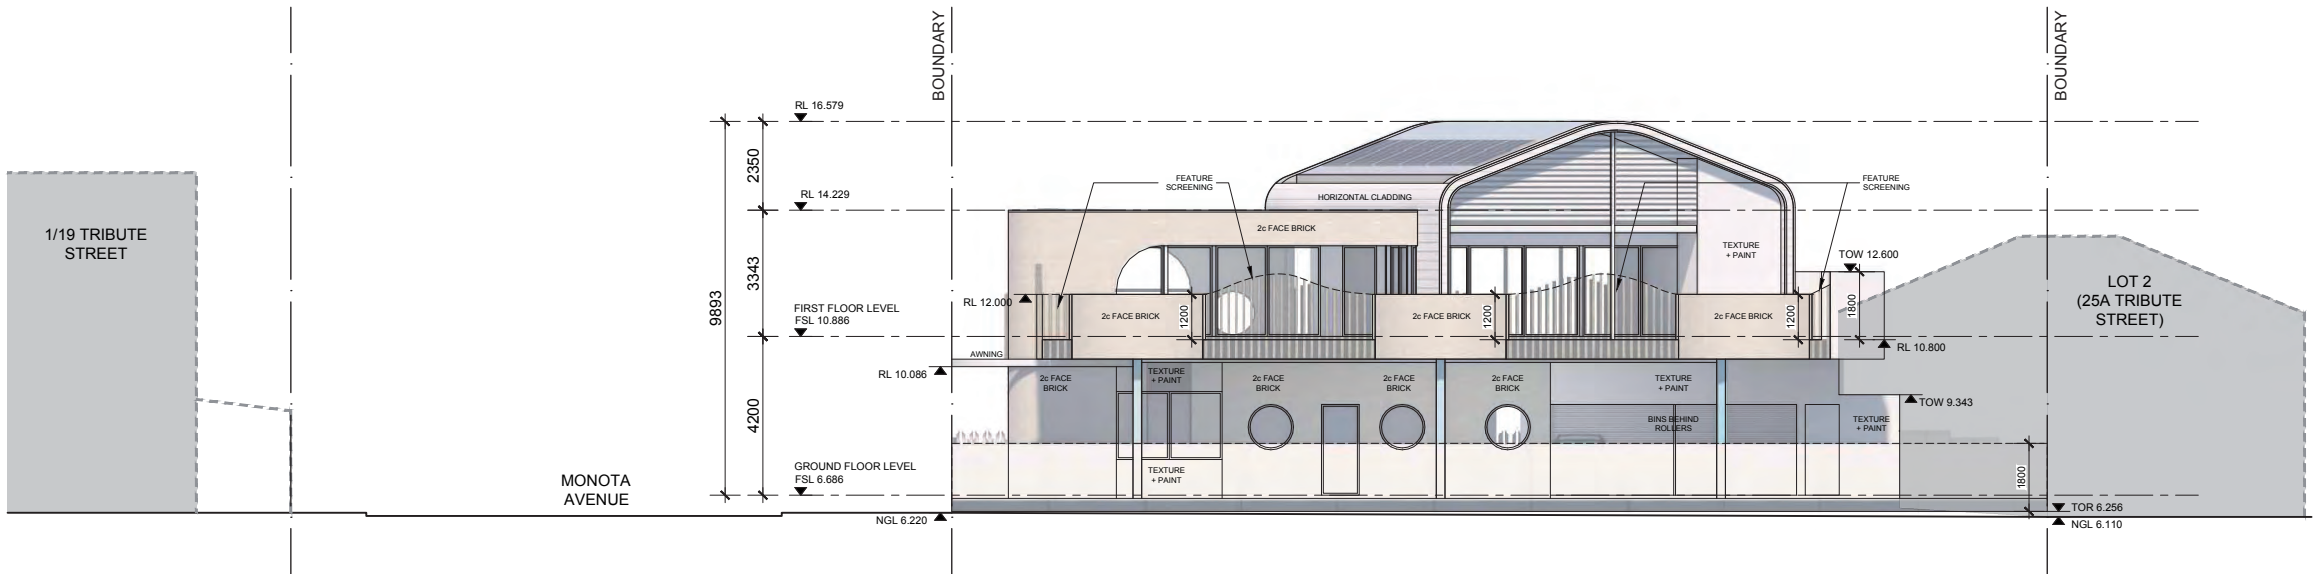 BOUNDARY
BOUNDARY
RL 16.579
2350
FEATURE
SCREENING
FEATURE
SCREENING
RL 14.229
HORIZONTAL CLADDING
1/19 TRIBUTE
STREET
2c FACE BRICK
TEXTURE
+ PAINT
TOW 12.600
3343
9893
LOT 2
(25A TRIBUTE
STREET)
RL 12.000
FIRST FLOOR LEVEL
FSL 10.886
2c FACE BRICK
1200
2c FACE BRICK
1200
2c FACE BRICK
1200
1800
RL 10.800
AWNING
RL 10.086
2c FACE
BRICK
TEXTURE
+ PAINT
2c FACE
BRICK
2c FACE
BRICK
2c FACE
BRICK
TEXTURE
+ PAINT
TOW 9.343
4200
BINS BEHIND
ROLLERS
TEXTURE
+ PAINT
GROUND FLOOR LEVEL
FSL 6.686
TEXTURE
+ PAINT
1800
MONOTA
AVENUE
NGL 6.220
TOR 6.256
NGL 6.110